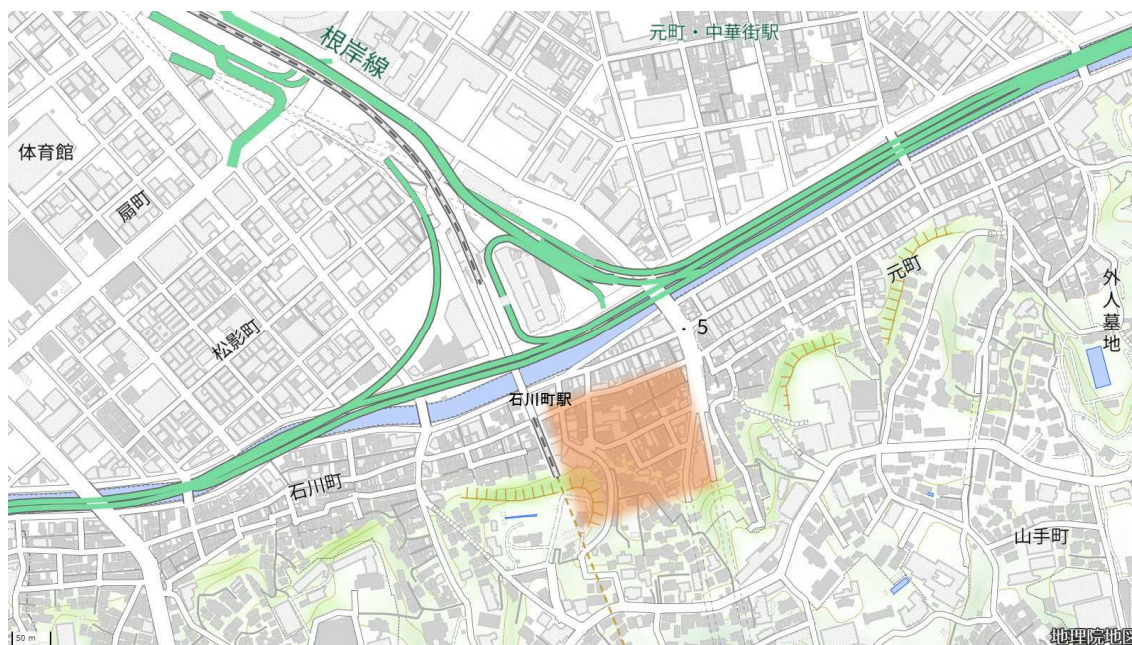 元町・中華街駅
根岸線
体育館
扇町
元町
外人墓地
松影町
. 5
石川町駅
石川町
山手町
50 m
地理院地図